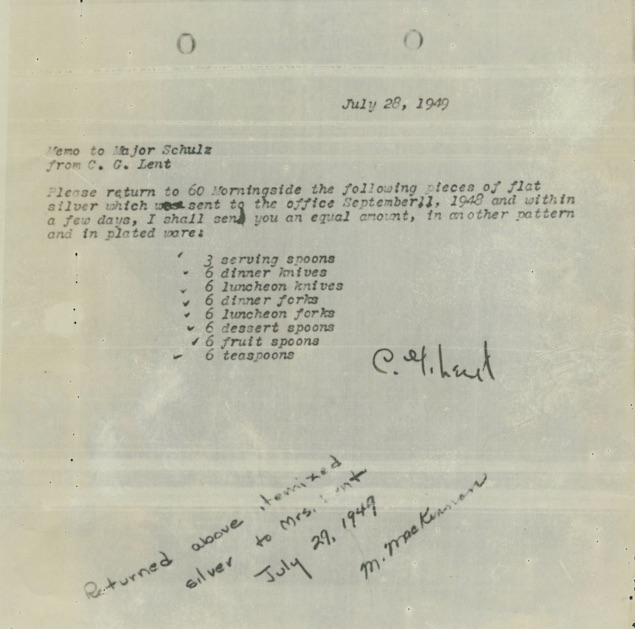 July 28, 1949
Memo to Major Schulz
from C. G. Lent
Please return to 60 Morningside the following pieces of flat
silver which was sent to the office September 11, 1948 and within
a few days, I shall send you an equal amount, in another pattern
and in plated ware:
✓ 3 serving spoons
✓ 6 dinner knives
✓ 6 luncheon knives
✓ 6 dinner forks
✓ 6 luncheon forks
✓ 6 dessert spoons
✓ 6 fruit spoons
✓ 6 teaspoons
C. G. Lent
Returned above itemized
silver to Mrs. Lent
July 29, 1949
M. MacKinnon